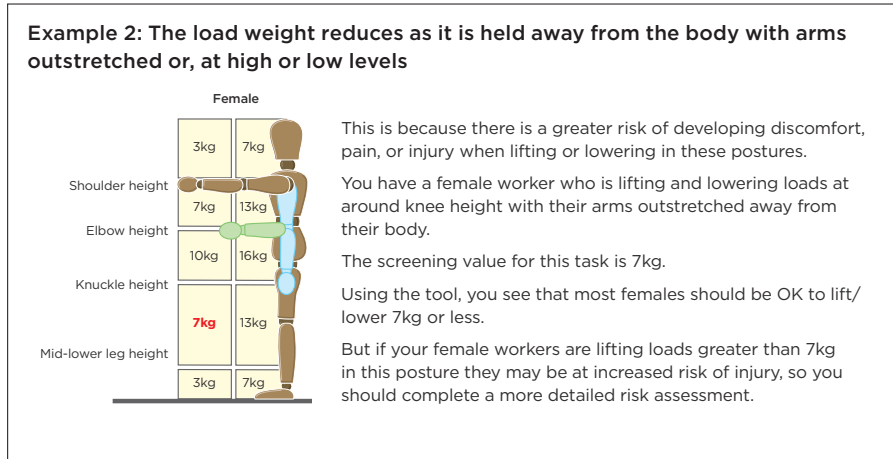 Example 2: The load weight reduces as it is held away from the body with arms
outstretched or, at high or low levels
Female
3kg 7kg
Shoulder height
7kg 13kg
Elbow height
10kg 16kg
Knuckle height
7kg 13kg
Mid-lower leg height
3kg 7kg
This is because there is a greater risk of developing discomfort,
pain, or injury when lifting or lowering in these postures.
You have a female worker who is lifting and lowering loads at
around knee height with their arms outstretched away from
their body.
The screening value for this task is 7kg.
Using the tool, you see that most females should be OK to lift/
lower 7kg or less.
But if your female workers are lifting loads greater than 7kg
in this posture they may be at increased risk of injury, so you
should complete a more detailed risk assessment.